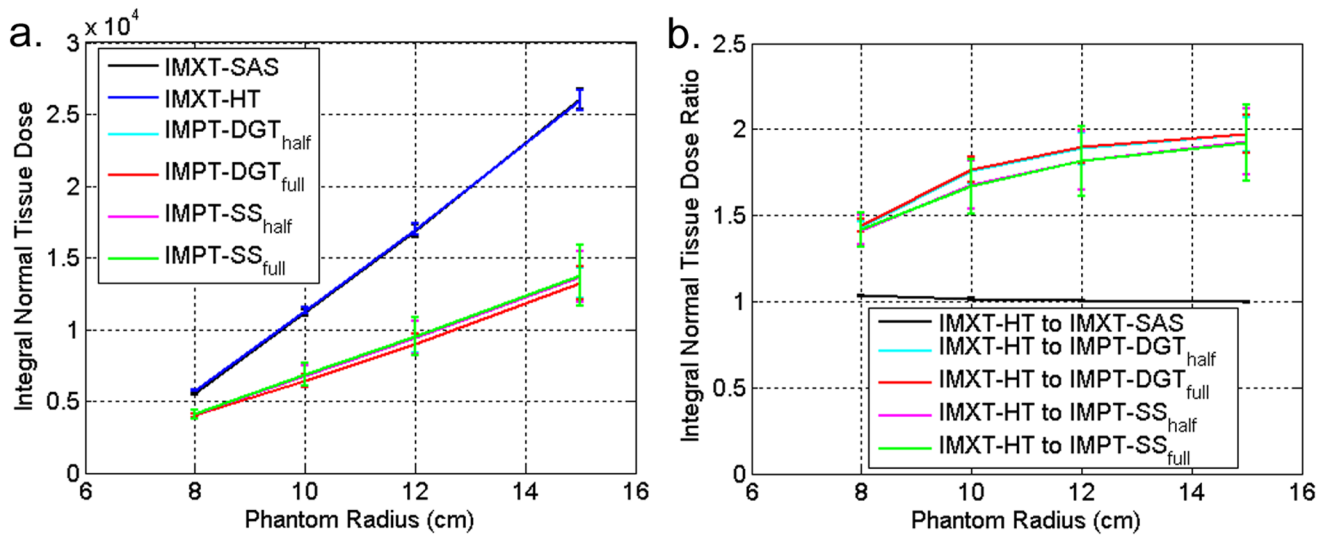 a.
x 10⁴
3
2.5
2
1.5
1
0.5
0
6
8
10
12
14
16
Integral Normal Tissue Dose
Phantom Radius (cm)
IMXT-SAS
IMXT-HT
IMPT-DGT_half
IMPT-DGT_full
IMPT-SS_half
IMPT-SS_full
b.
2.5
2
1.5
1
0.5
0
6
8
10
12
14
16
Integral Normal Tissue Dose Ratio
Phantom Radius (cm)
IMXT-HT to IMXT-SAS
IMXT-HT to IMPT-DGT_half
IMXT-HT to IMPT-DGT_full
IMXT-HT to IMPT-SS_half
IMXT-HT to IMPT-SS_full